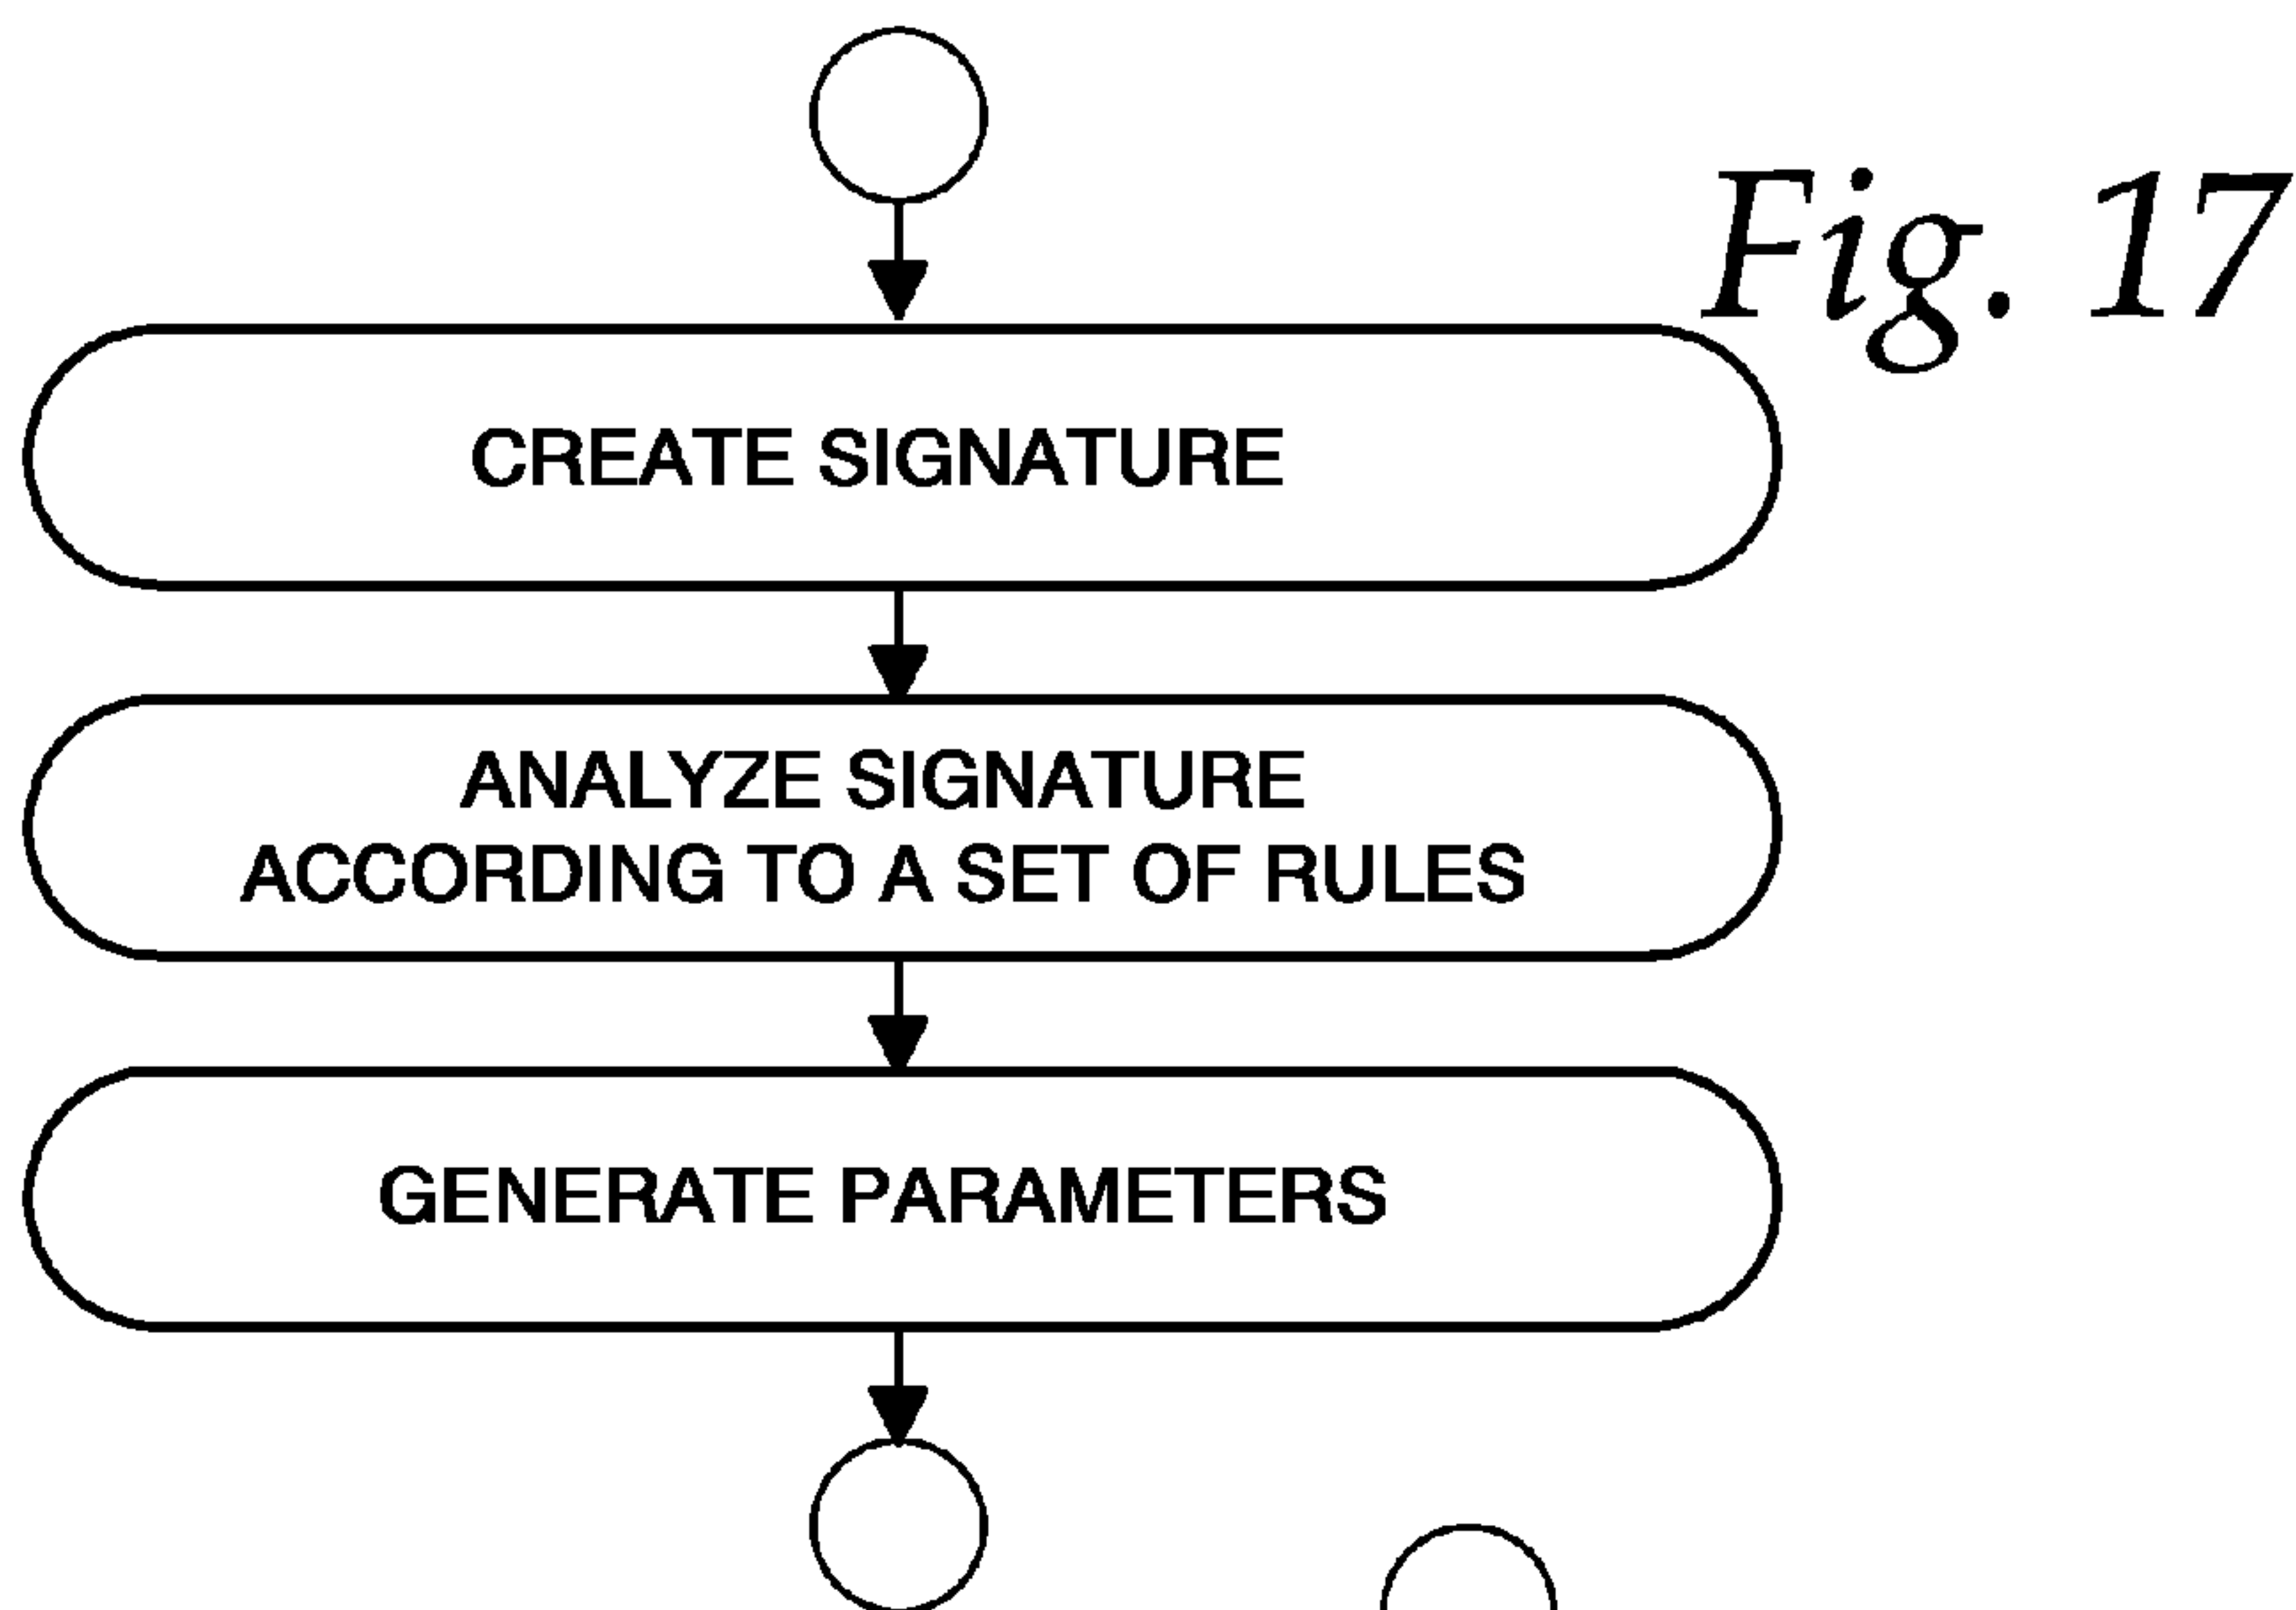 Fig. 17
CREATE SIGNATURE
ANALYZE SIGNATURE
ACCORDING TO A SET OF RULES
GENERATE PARAMETERS